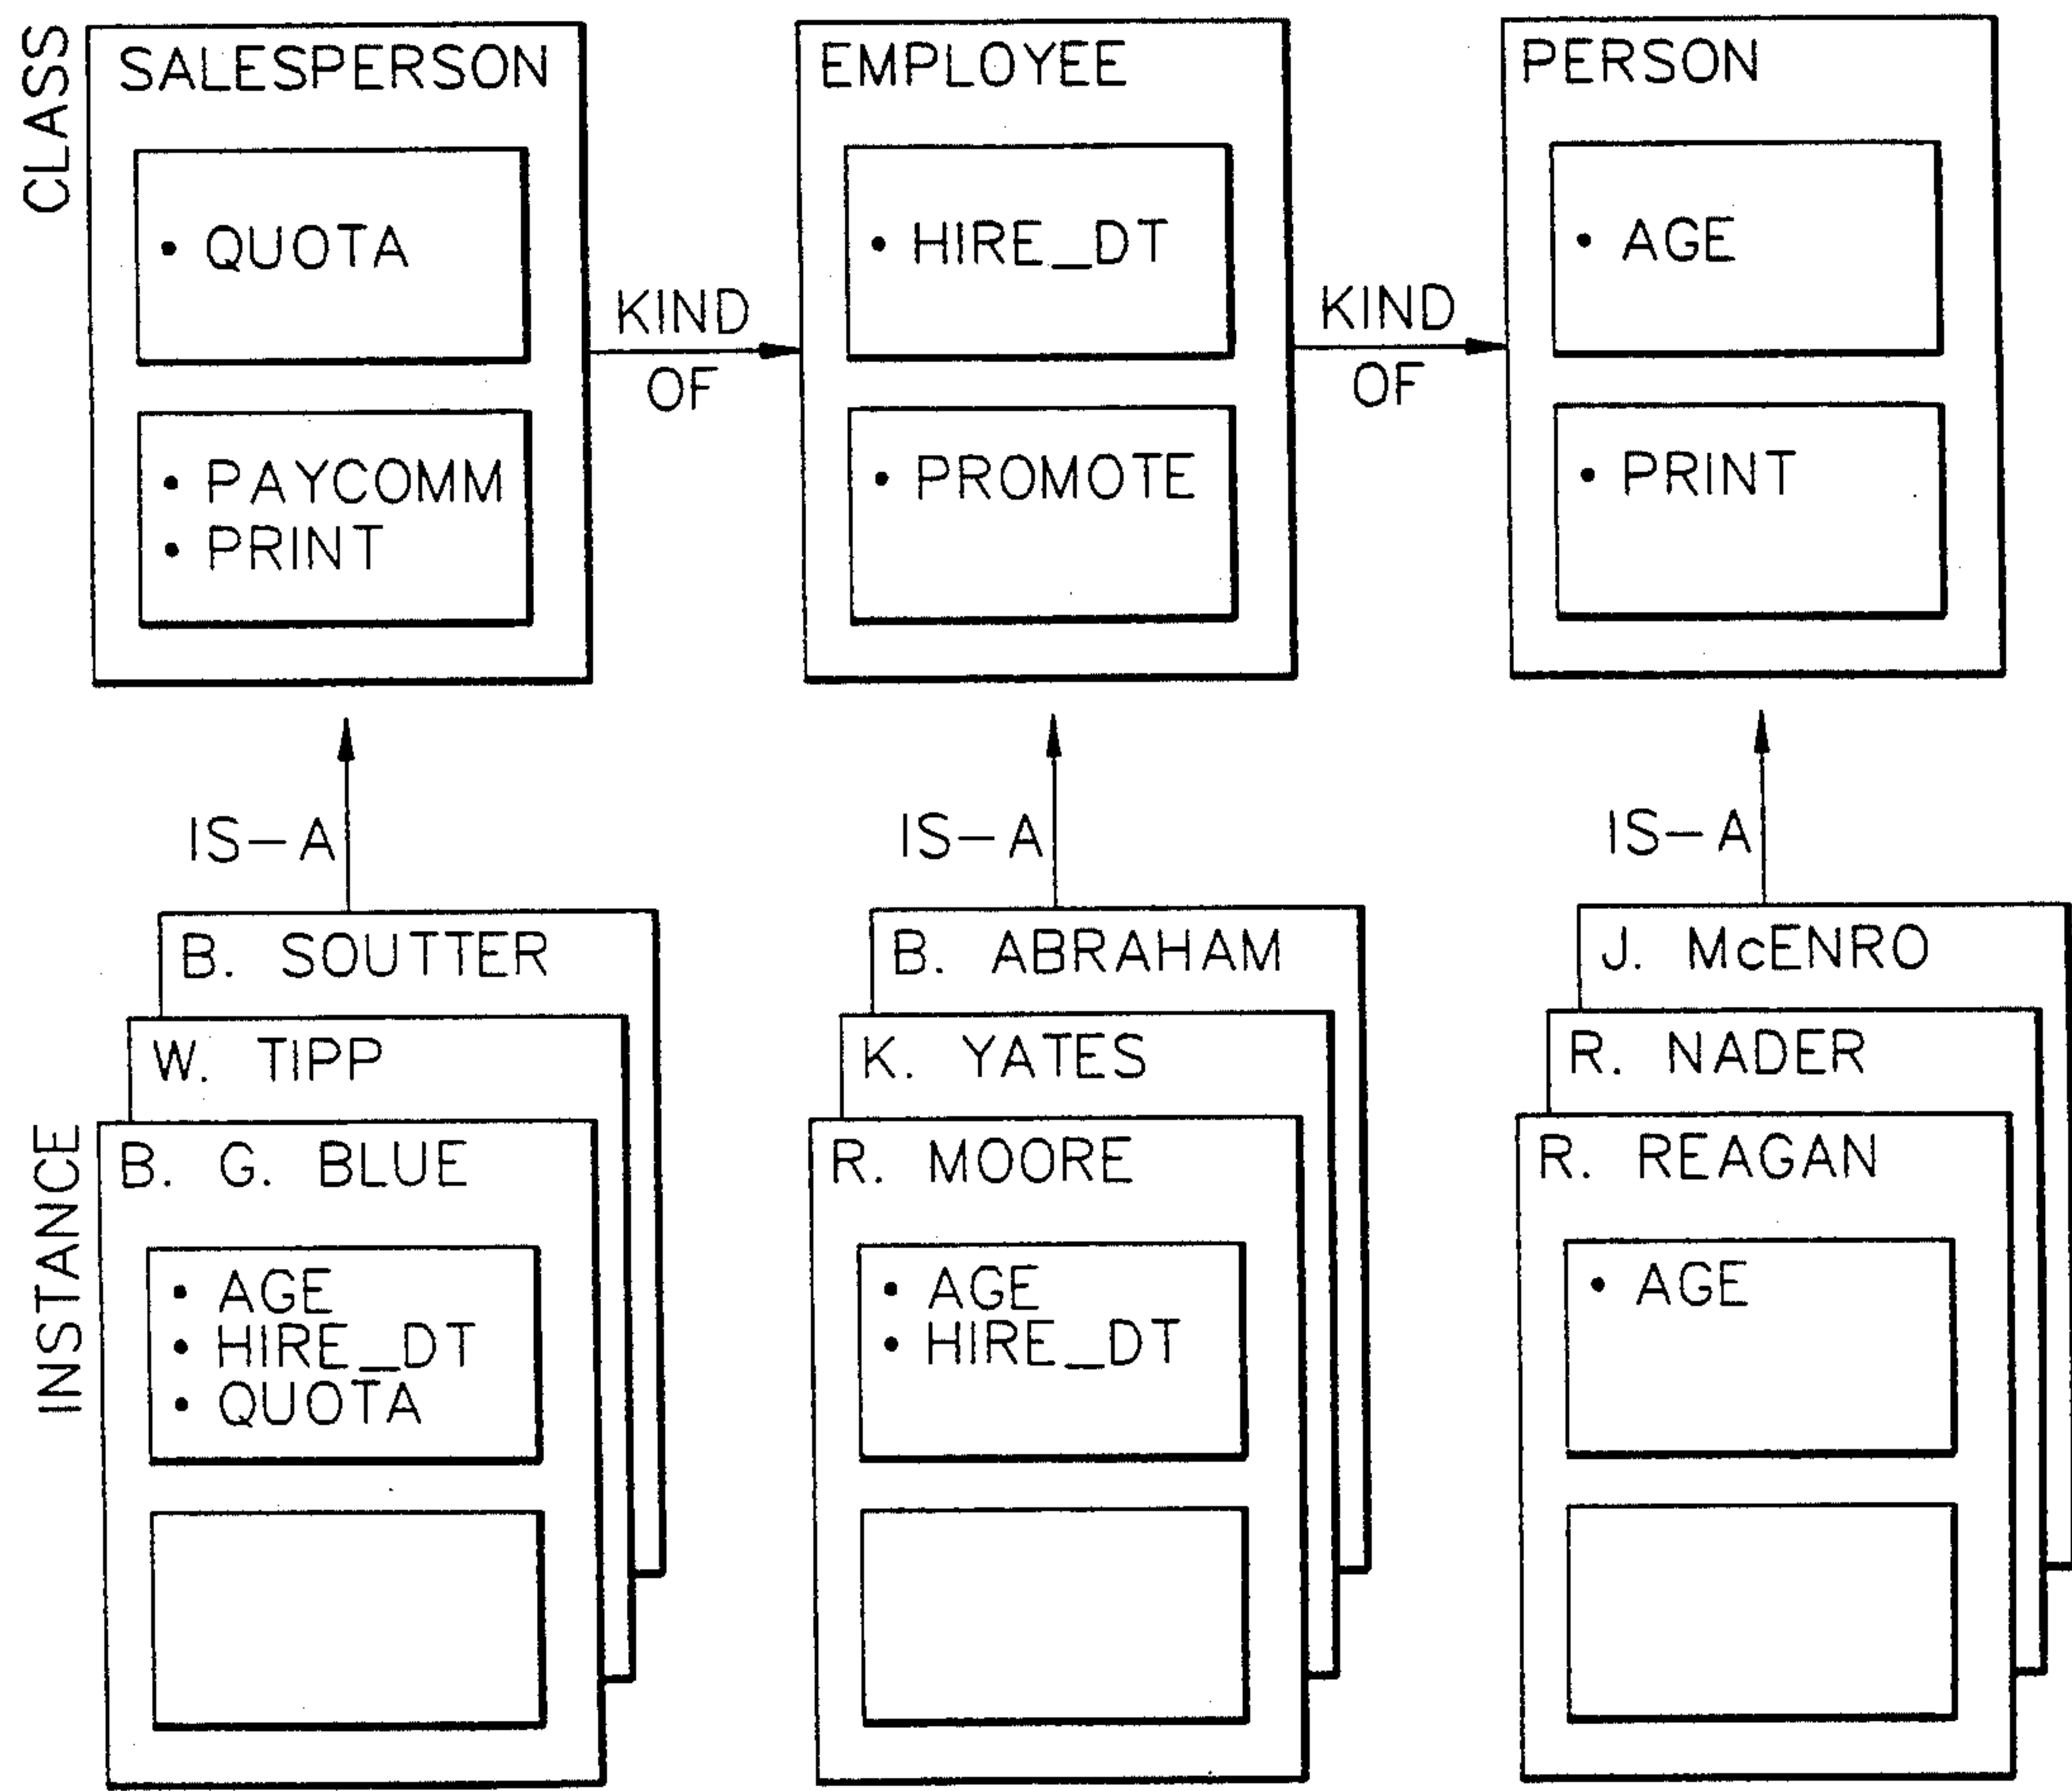 CLASS
SALESPERSON
• QUOTA
• PAYCOMM
• PRINT
KIND
OF
EMPLOYEE
• HIRE_DT
• PROMOTE
KIND
OF
PERSON
• AGE
• PRINT
IS-A
IS-A
IS-A
INSTANCE
B. SOUTTER
W. TIPP
B. G. BLUE
• AGE
• HIRE_DT
• QUOTA
B. ABRAHAM
K. YATES
R. MOORE
• AGE
• HIRE_DT
J. McENRO
R. NADER
R. REAGAN
• AGE